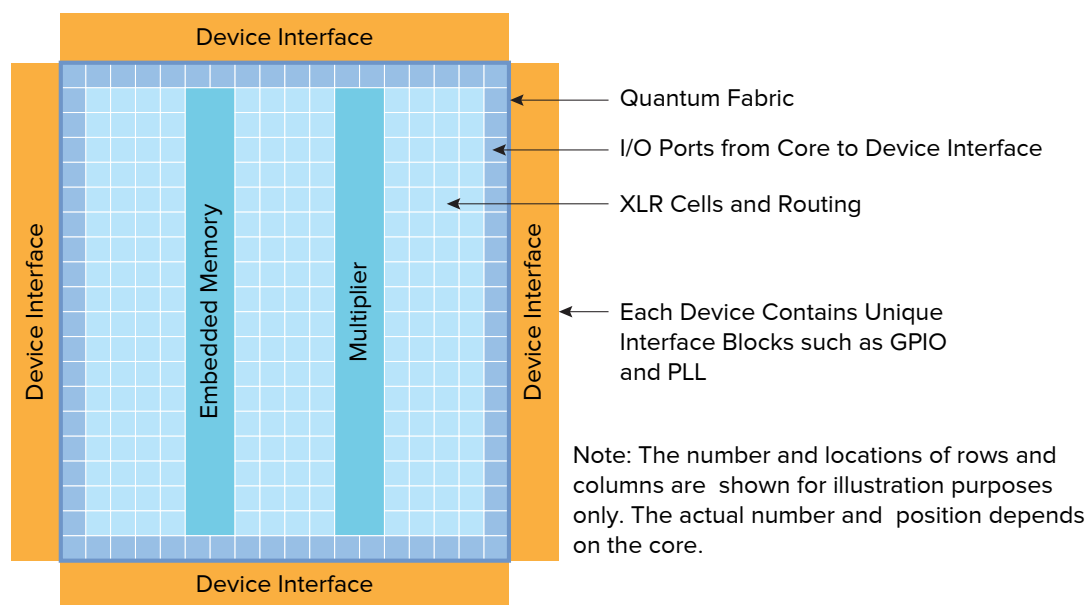 Device Interface
Quantum Fabric
I/O Ports from Core to Device Interface
XLR Cells and Routing
Device Interface
Embedded Memory
Multiplier
Device Interface
Each Device Contains Unique
Interface Blocks such as GPIO
and PLL
Note: The number and locations of rows and
columns are  shown for illustration purposes
only. The actual number and  position depends
on the core.
Device Interface